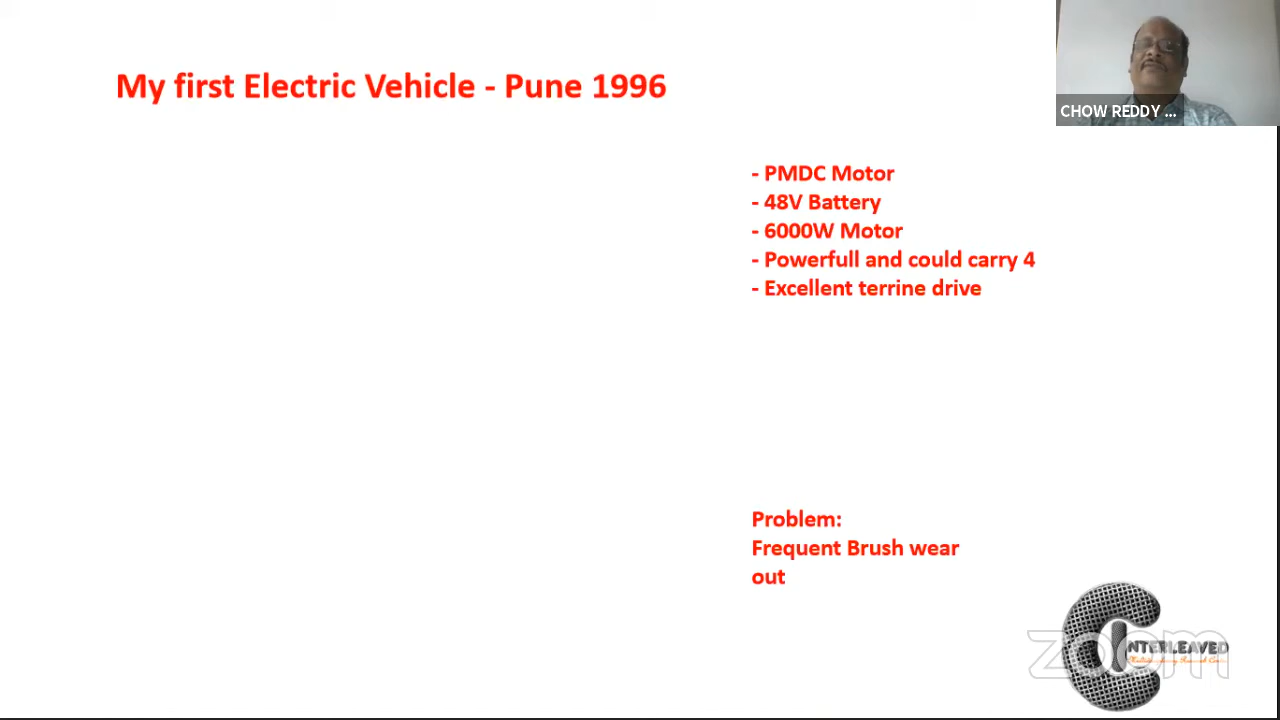 My first Electric Vehicle - Pune 1996
CHOW REDDY ...
- PMDC Motor
- 48V Battery
- 6000W Motor
- Powerfull and could carry 4
- Excellent terrine drive
Problem:
Frequent Brush wear
out
zoom
INTERLEAVED